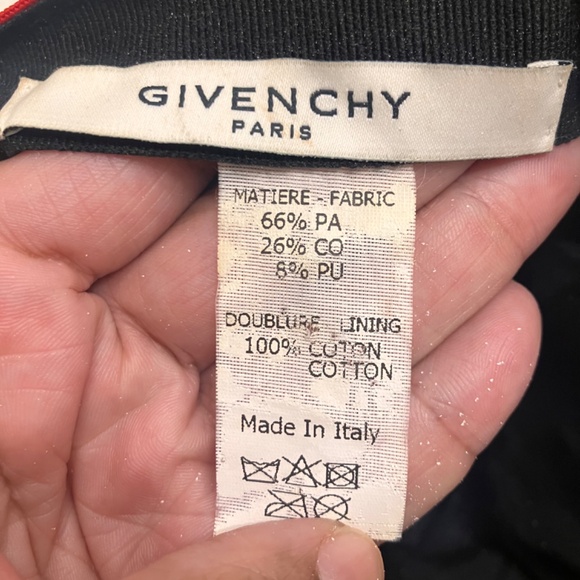 GIVENCHY
PARIS
MATIERE - FABRIC
66% PA
26% CO
8% PU
DOUBLURE LINING
100% COTON
COTTON
Made In Italy